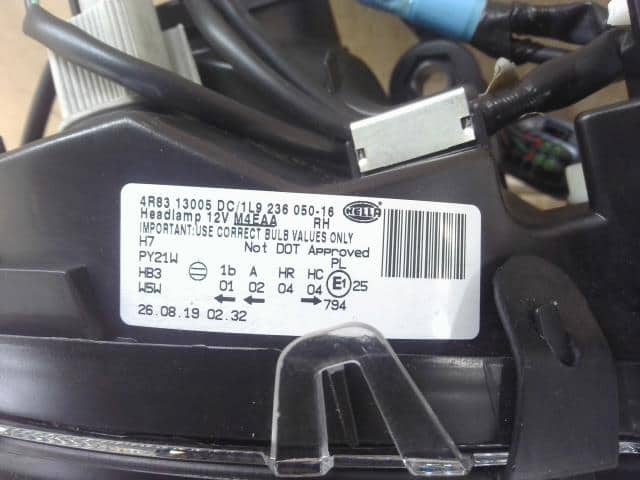 4R83 13005 DC/1L9 236 050-16
Headlamp 12V M4EAA RH HELLA
IMPORTANT:USE CORRECT BULB VALUES ONLY
H7 Not DOT Approved
PY21W PL
HB3 1b A HR HC E1 25
W5W 01 02 04 04 794
26.08.19 02.32